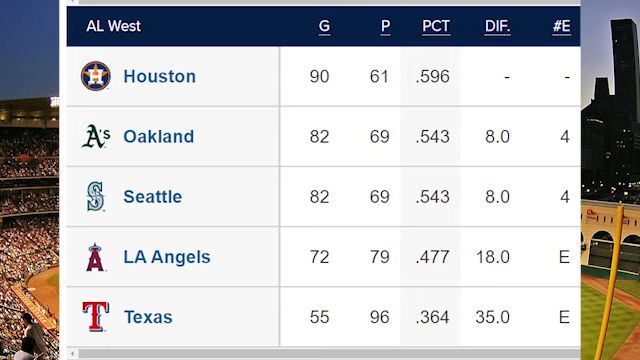 AL West G P PCT DIF. #E
Houston 90 61 .596 - -
A's Oakland 82 69 .543 8.0 4
S Seattle 82 69 .543 8.0 4
A LA Angels 72 79 .477 18.0 E
T Texas 55 96 .364 35.0 E